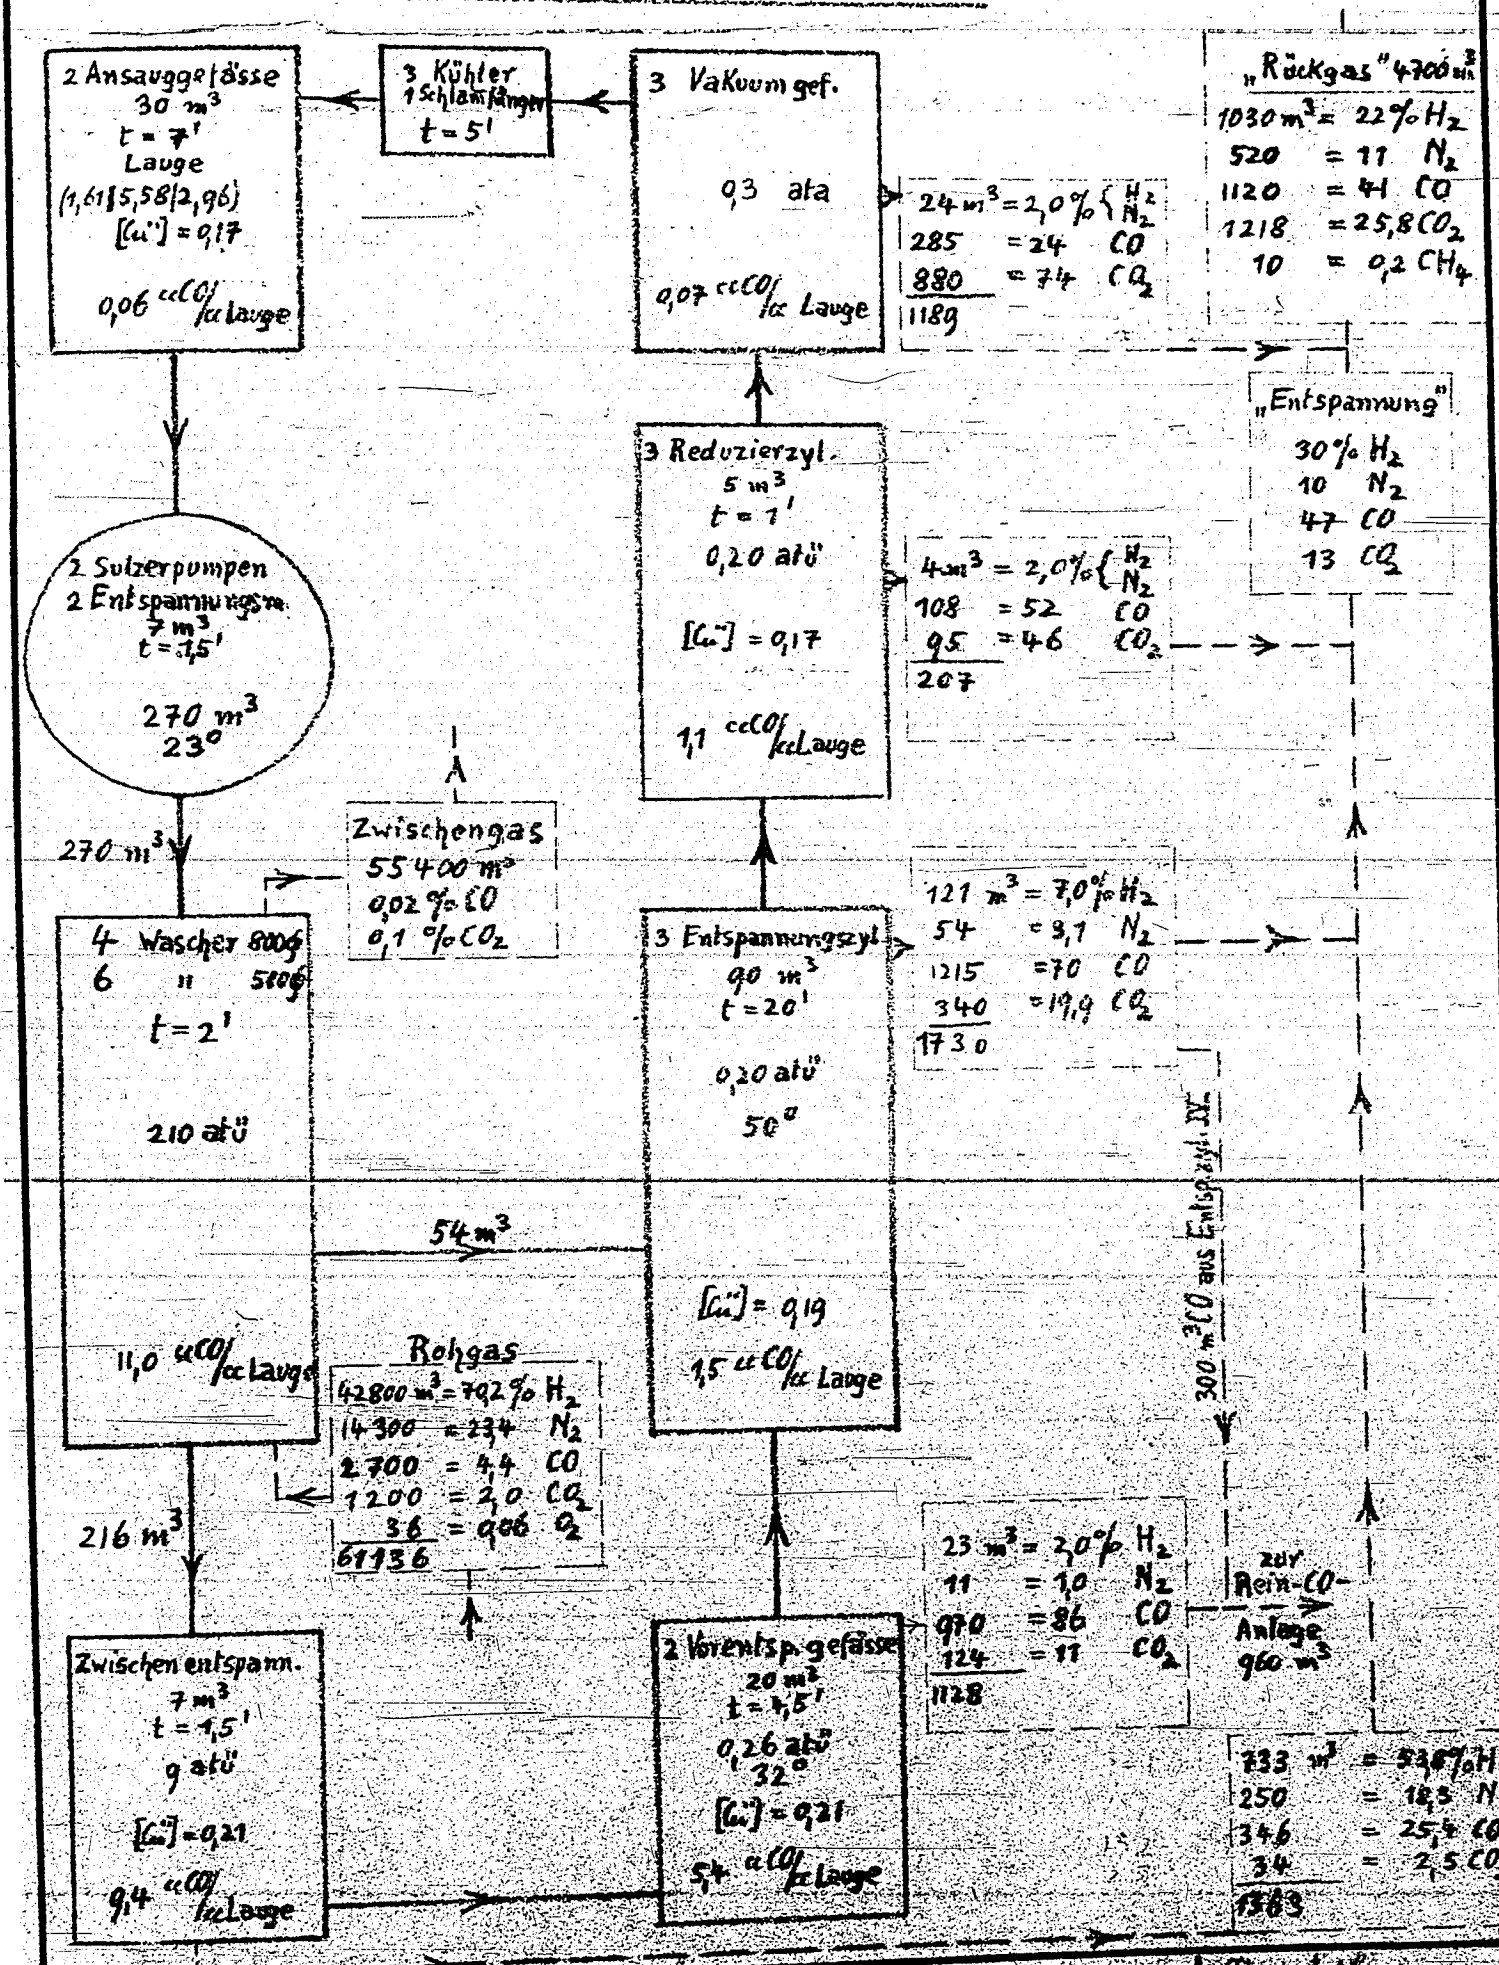 2 Ansauggefässe
30 m³
t = 7'
Lauge
(1,61|5,58|2,96)
[Cu¨] = 0,17
0,06 ccCO/cc Lauge
3 Kühler
1 Schlamfänger
t = 5'
3 Vakuumgef.
0,3 ata
0,07 ccCO/cc Lauge
24 m³ = 2,0% { H₂ N₂
285 = 24 CO
880 = 74 CO₂
1189
„Rückgas" 4700 m³
1030 m³ = 22% H₂
520 = 11 N₂
1120 = 41 CO
1218 = 25,8 CO₂
10 = 0,2 CH₄
„Entspannung"
30% H₂
10 N₂
47 CO
13 CO₂
3 Reduzierzyl.
5 m³
t = 1'
0,20 atü
[Cu¨] = 0,17
1,1 ccCO/cc Lauge
4 m³ = 2,0% { H₂ N₂
108 = 52 CO
95 = 46 CO₂
207
2 Sulzerpumpen
2 Entspannungsm.
7 m³
t = 1,5'
270 m³
23°
270 m³
Zwischengas
55400 m³
0,02 % CO
0,1 % CO₂
4 Wascher 800φ
6 " 500φ
t = 2'
210 atü
11,0 ccCO/cc Lauge
54 m³
3 Entspannungszyl
90 m³
t = 20'
0,20 atü
50°
[Cu¨] = 0,19
1,5 ccCO/cc Lauge
121 m³ = 7,0% H₂
54 = 3,1 N₂
1215 = 70 CO
340 = 19,9 CO₂
1730
300 m³ CO aus Entsp.zyl. IV
Rohgas
42800 m³ = 70,2% H₂
14300 = 23,4 N₂
2700 = 4,4 CO
1200 = 2,0 CO₂
36 = 0,06 O₂
61136
216 m³
Zwischenentspann.
7 m³
t = 1,5'
9 atü
[Cu¨] = 0,21
9,4 ccCO/cc Lauge
2 Vorentsp.gefässe
20 m³
t = 4,5'
0,26 atü
32°
[Cu¨] = 0,21
5,4 ccCO/cc Lauge
23 m³ = 2,0% H₂
11 = 1,0 N₂
970 = 86 CO
124 = 11 CO₂
1128
zur
Rein-CO-
Anlage
960 m³
733 m³ = 53,8% H
250 = 18,3 N
346 = 25,4 CO
34 = 2,5 CO
1363